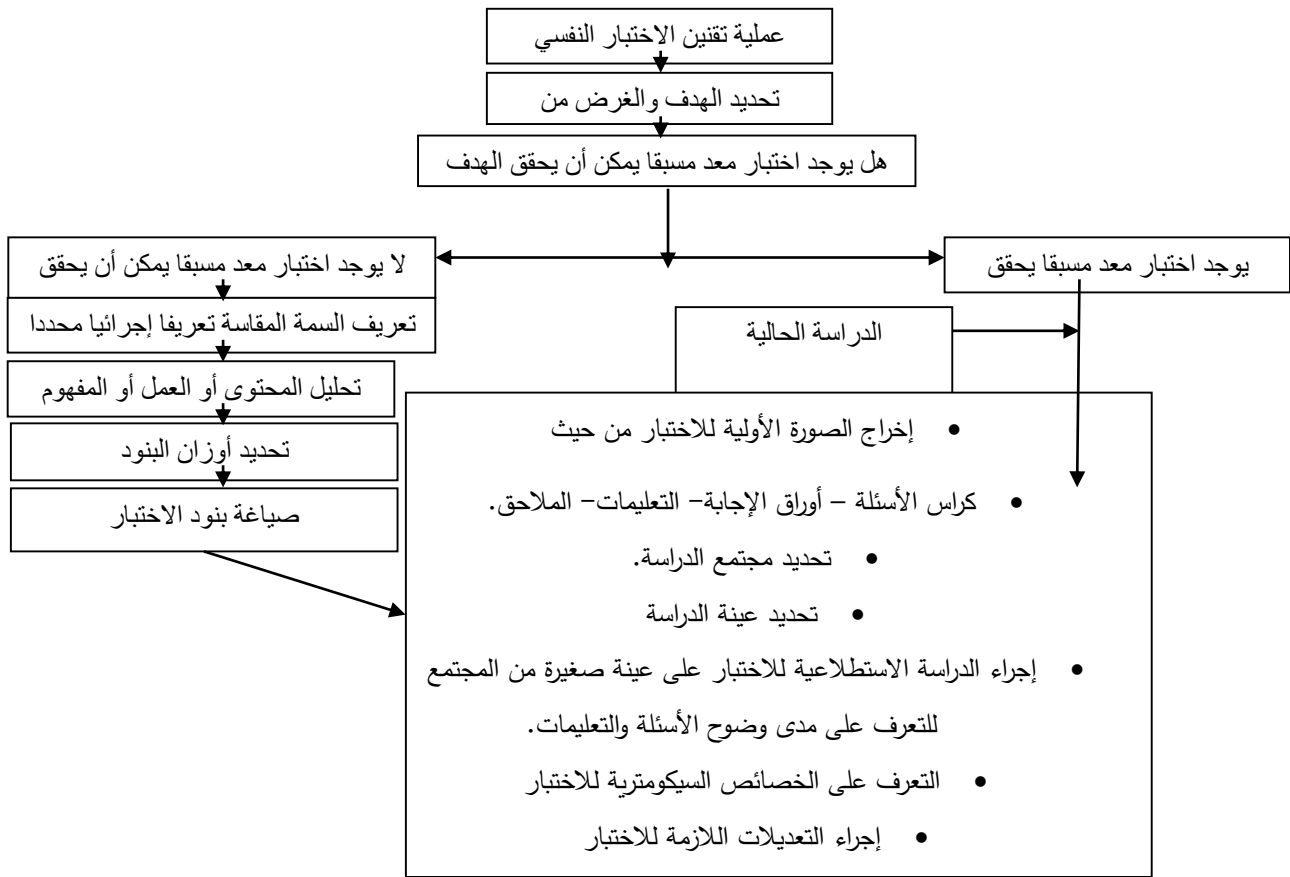 عملية تقنين الاختبار النفسي
تحديد الهدف والغرض من
هل يوجد اختبار معد مسبقا يمكن أن يحقق الهدف
يوجد اختبار معد مسبقا يحقق
لا يوجد اختبار معد مسبقا يمكن أن يحقق
تعريف السمة المقاسة تعريفا إجرائيا محددا
تحليل المحتوى أو العمل أو المفهوم
تحديد أوزان البنود
صياغة بنود الاختبار
الدراسة الحالية
• إخراج الصورة الأولية للاختبار من حيث
• كراس الأسئلة – أوراق الإجابة– التعليمات– الملاحق.
• تحديد مجتمع الدراسة.
• تحديد عينة الدراسة
• إجراء الدراسة الاستطلاعية للاختبار على عينة صغيرة من المجتمع
للتعرف على مدى وضوح الأسئلة والتعليمات.
• التعرف على الخصائص السيكومترية للاختبار
• إجراء التعديلات اللازمة للاختبار